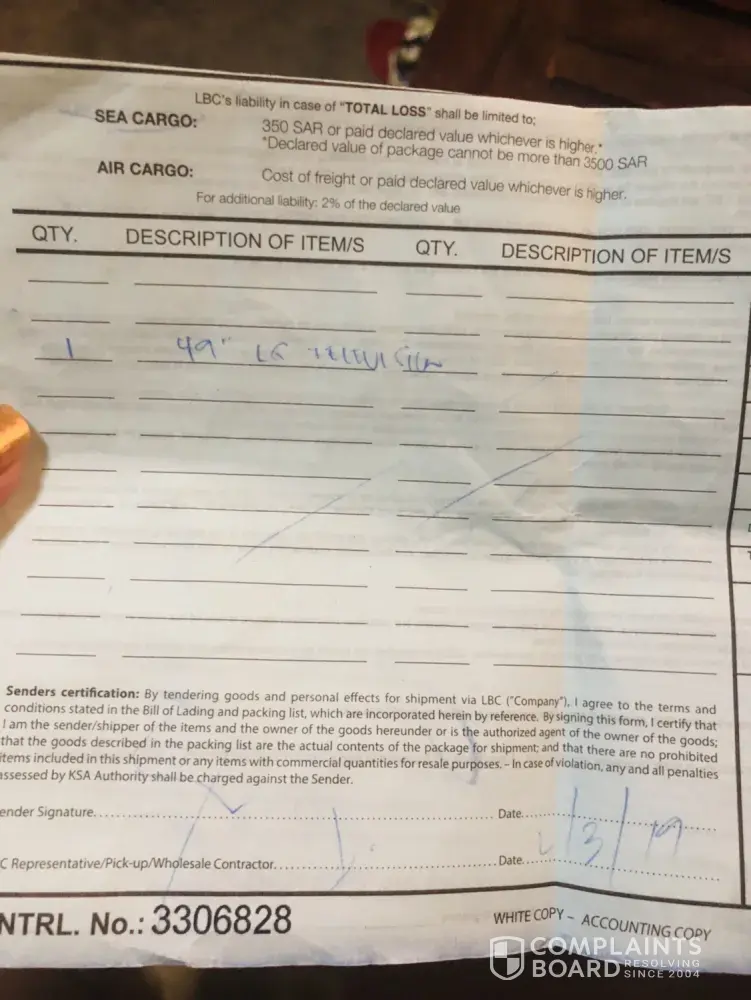 LBC's liability in case of "TOTAL LOSS" shall be limited to;
SEA CARGO: 350 SAR or paid declared value whichever is higher.*
*Declared value of package cannot be more than 3500 SAR
AIR CARGO: Cost of freight or paid declared value whichever is higher.
For additional liability: 2% of the declared value
QTY. DESCRIPTION OF ITEM/S QTY. DESCRIPTION OF ITEM/S
1 49" LG TELEVISION
Senders certification: By tendering goods and personal effects for shipment via LBC ("Company"), I agree to the terms and
conditions stated in the Bill of Lading and packing list, which are incorporated herein by reference. By signing this form, I certify that
I am the sender/shipper of the items and the owner of the goods hereunder or is the authorized agent of the owner of the goods;
that the goods described in the packing list are the actual contents of the package for shipment; and that there are no prohibited
items included in this shipment or any items with commercial quantities for resale purposes. – In case of violation, any and all penalties
assessed by KSA Authority shall be charged against the Sender.
ender Signature. Date
C Representative/Pick-up/Wholesale Contractor. Date. /3/19
NTRL. No.: 3306828
WHITE COPY – ACCOUNTING COPY
COMPLAINTS
BOARD RESOLVING
SINCE 2004